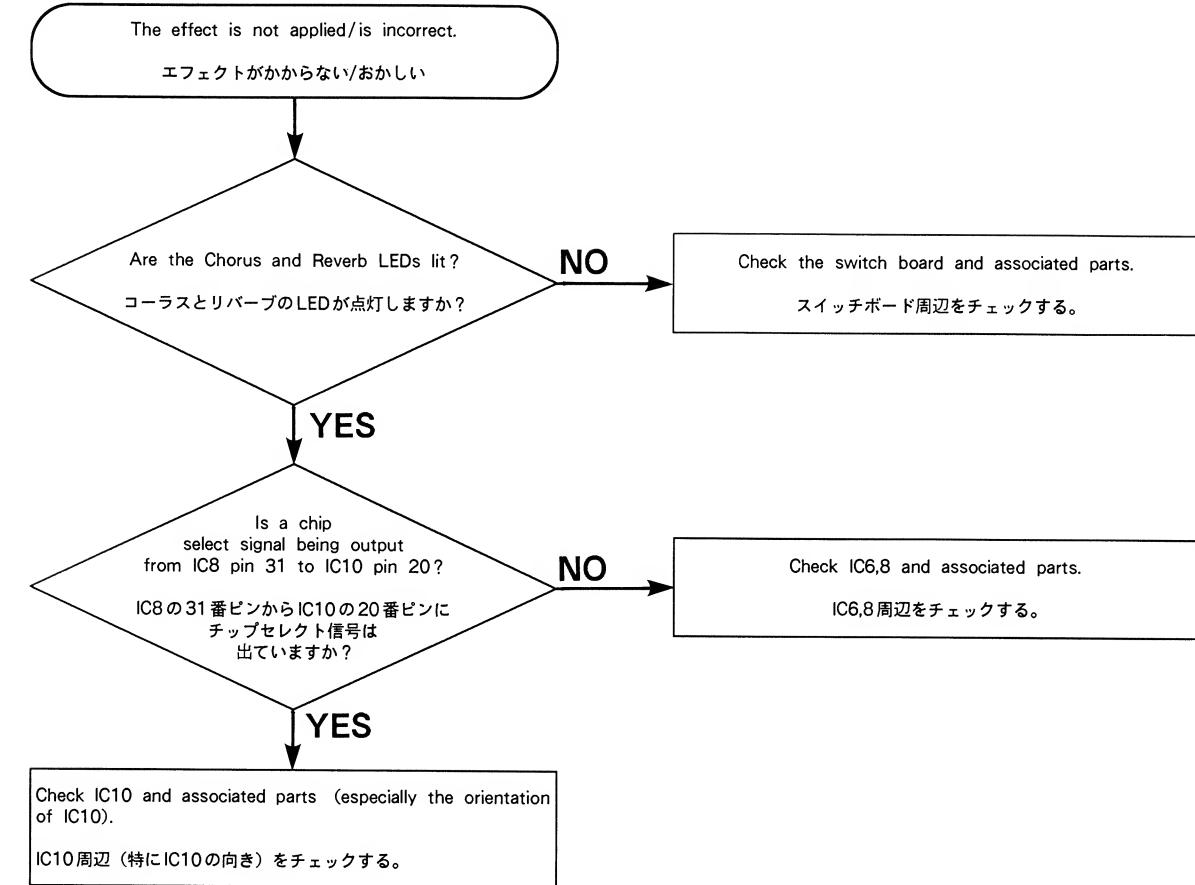 The effect is not applied/is incorrect.
エフェクトがかからない/おかしい
Are the Chorus and Reverb LEDs lit?
コーラスとリバーブのLEDが点灯しますか?
NO
Check the switch board and associated parts.
スイッチボード周辺をチェックする。
YES
Is a chip
select signal being output
from IC8 pin 31 to IC10 pin 20?
IC8の31番ピンからIC10の20番ピンに
チップセレクト信号は
出ていますか?
NO
Check IC6,8 and associated parts.
IC6,8周辺をチェックする。
YES
Check IC10 and associated parts (especially the orientation
of IC10).
IC10周辺(特にIC10の向き)をチェックする。